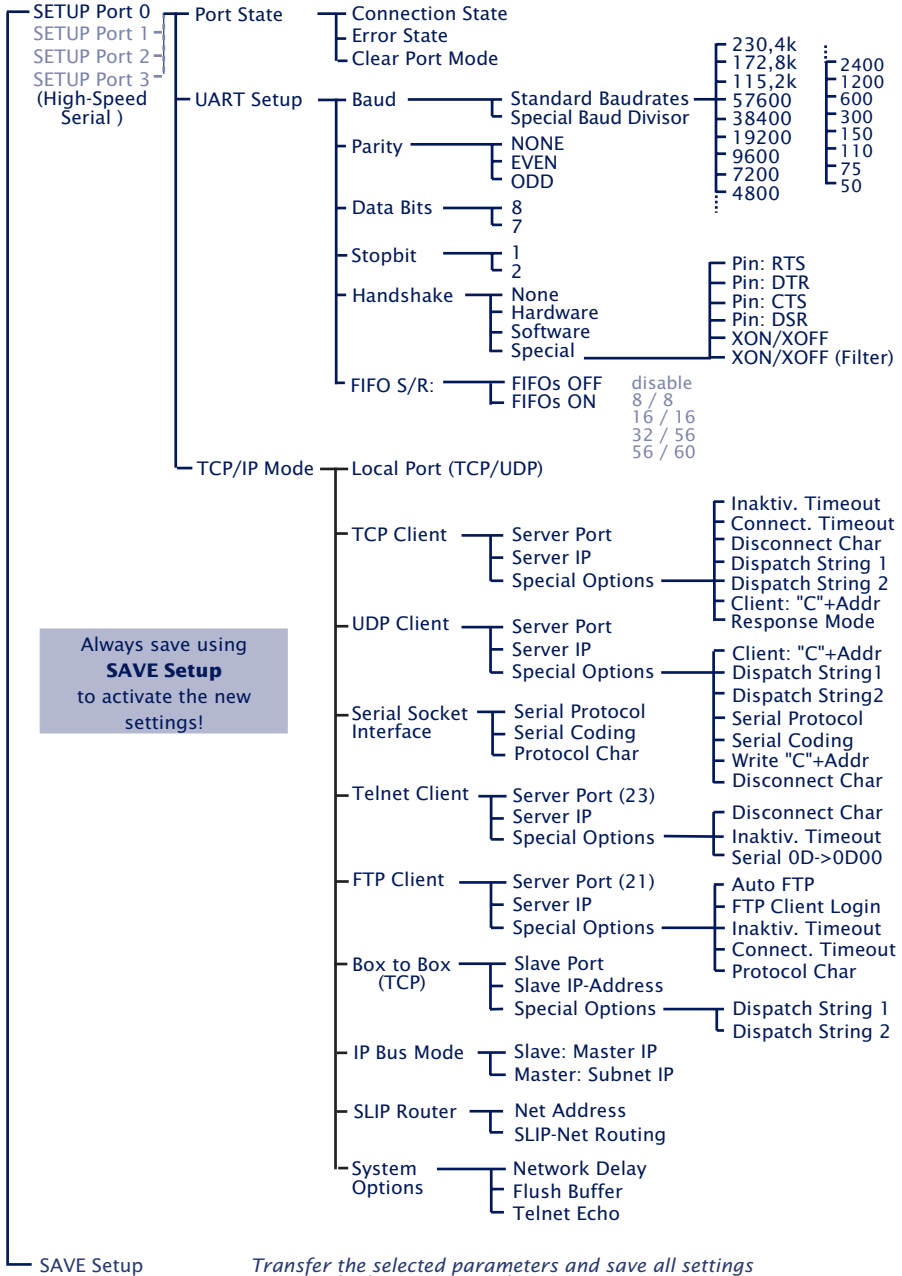 SETUP Port 0
SETUP Port 1
SETUP Port 2
SETUP Port 3
(High-Speed
Serial )
Port State
Connection State
Error State
Clear Port Mode
UART Setup
Baud
Standard Baudrates
Special Baud Divisor
230,4k
172,8k
115,2k
57600
38400
19200
9600
7200
4800
2400
1200
600
300
150
110
75
50
Parity
NONE
EVEN
ODD
Data Bits
8
7
Stopbit
1
2
Handshake
None
Hardware
Software
Special
Pin: RTS
Pin: DTR
Pin: CTS
Pin: DSR
XON/XOFF
XON/XOFF (Filter)
FIFO S/R:
FIFOs OFF
FIFOs ON
disable
8 / 8
16 / 16
32 / 56
56 / 60
TCP/IP Mode
Local Port (TCP/UDP)
TCP Client
Server Port
Server IP
Special Options
Inaktiv. Timeout
Connect. Timeout
Disconnect Char
Dispatch String 1
Dispatch String 2
Client: "C"+Addr
Response Mode
UDP Client
Server Port
Server IP
Special Options
Client: "C"+Addr
Dispatch String1
Dispatch String2
Serial Protocol
Serial Coding
Write "C"+Addr
Disconnect Char
Always save using
SAVE Setup
to activate the new
settings!
Serial Socket
Interface
Serial Protocol
Serial Coding
Protocol Char
Telnet Client
Server Port (23)
Server IP
Special Options
Disconnect Char
Inaktiv. Timeout
Serial 0D->0D00
FTP Client
Server Port (21)
Server IP
Special Options
Auto FTP
FTP Client Login
Inaktiv. Timeout
Connect. Timeout
Protocol Char
Box to Box
(TCP)
Slave Port
Slave IP-Address
Special Options
Dispatch String 1
Dispatch String 2
IP Bus Mode
Slave: Master IP
Master: Subnet IP
SLIP Router
Net Address
SLIP-Net Routing
System
Options
Network Delay
Flush Buffer
Telnet Echo
SAVE Setup
Transfer the selected parameters and save all settings